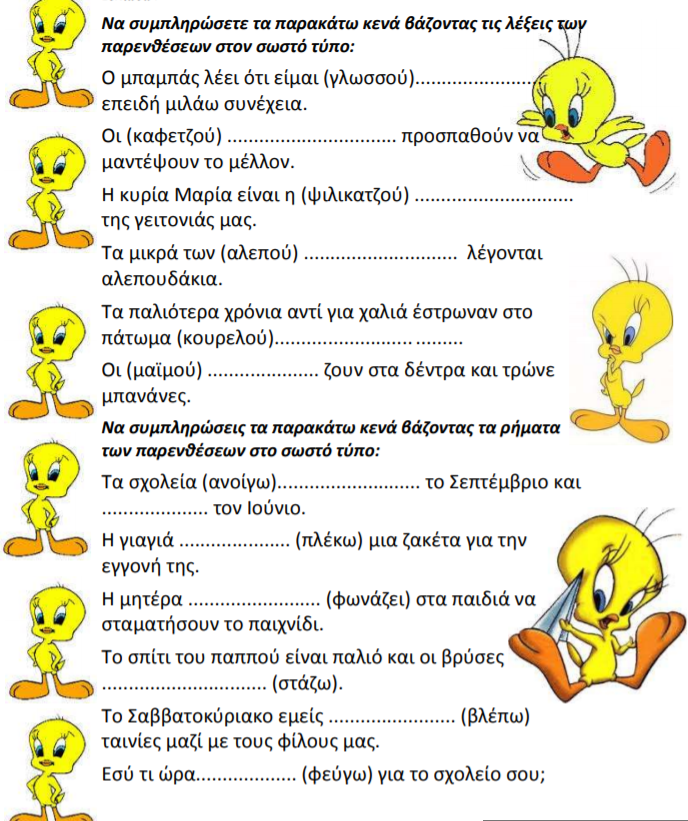 Να συμπληρώσετε τα παρακάτω κενά βάζοντας τις λέξεις των
παρενθέσεων στον σωστό τύπο:
Ο μπαμπάς λέει ότι είμαι (γλωσσού)........................
επειδή μιλάω συνέχεια.
Οι (καφετζού) ................................ προσπαθούν να
μαντέψουν το μέλλον.
Η κυρία Μαρία είναι η (ψιλικατζού) ..............................
της γειτονιάς μας.
Τα μικρά των (αλεπού) ............................. λέγονται
αλεπουδάκια.
Τα παλιότερα χρόνια αντί για χαλιά έστρωναν στο
πάτωμα (κουρελού).......................... .........
Οι (μαϊμού) ..................... ζουν στα δέντρα και τρώνε
μπανάνες.
Να συμπληρώσεις τα παρακάτω κενά βάζοντας τα ρήματα
των παρενθέσεων στο σωστό τύπο:
Τα σχολεία (ανοίγω)........................... το Σεπτέμβριο και
.................... τον Ιούνιο.
Η γιαγιά ..................... (πλέκω) μια ζακέτα για την
εγγονή της.
Η μητέρα ......................... (φωνάζει) στα παιδιά να
σταματήσουν το παιχνίδι.
Το σπίτι του παππού είναι παλιό και οι βρύσες
............................... (στάζω).
Το Σαββατοκύριακο εμείς ........................ (βλέπω)
ταινίες μαζί με τους φίλους μας.
Εσύ τι ώρα................... (φεύγω) για το σχολείο σου;